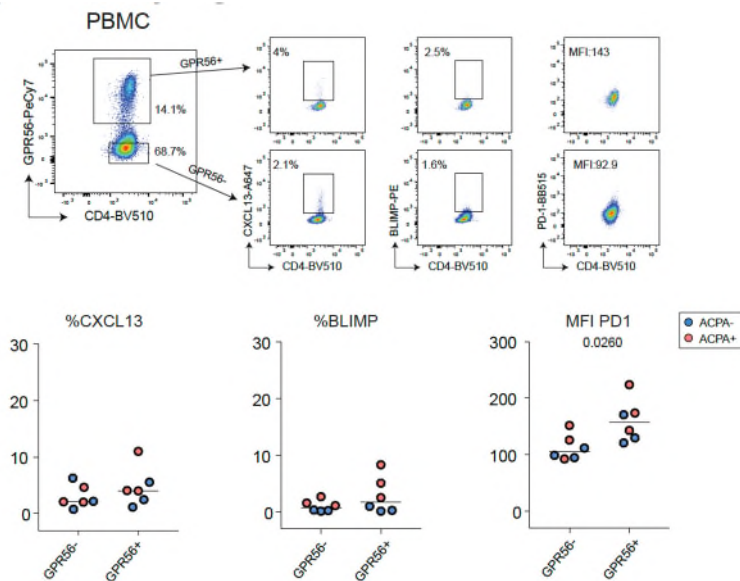 PBMC
GPR56-PeCy7
14.1%
68.7%
CD4-BV510
GPR56+
GPR56-
4%
2.5%
MFI:143
2.1%
1.6%
MFI:92.9
CXCL13-A647
CD4-BV510
BLIMP-PE
CD4-BV510
PD-1-BB515
CD4-BV510
%CXCL13
30
20
10
0
GPR56-
GPR56+
%BLIMP
30
20
10
0
GPR56-
GPR56+
MFI PD1
0.0260
300
200
100
0
GPR56-
GPR56+
ACPA-
ACPA+